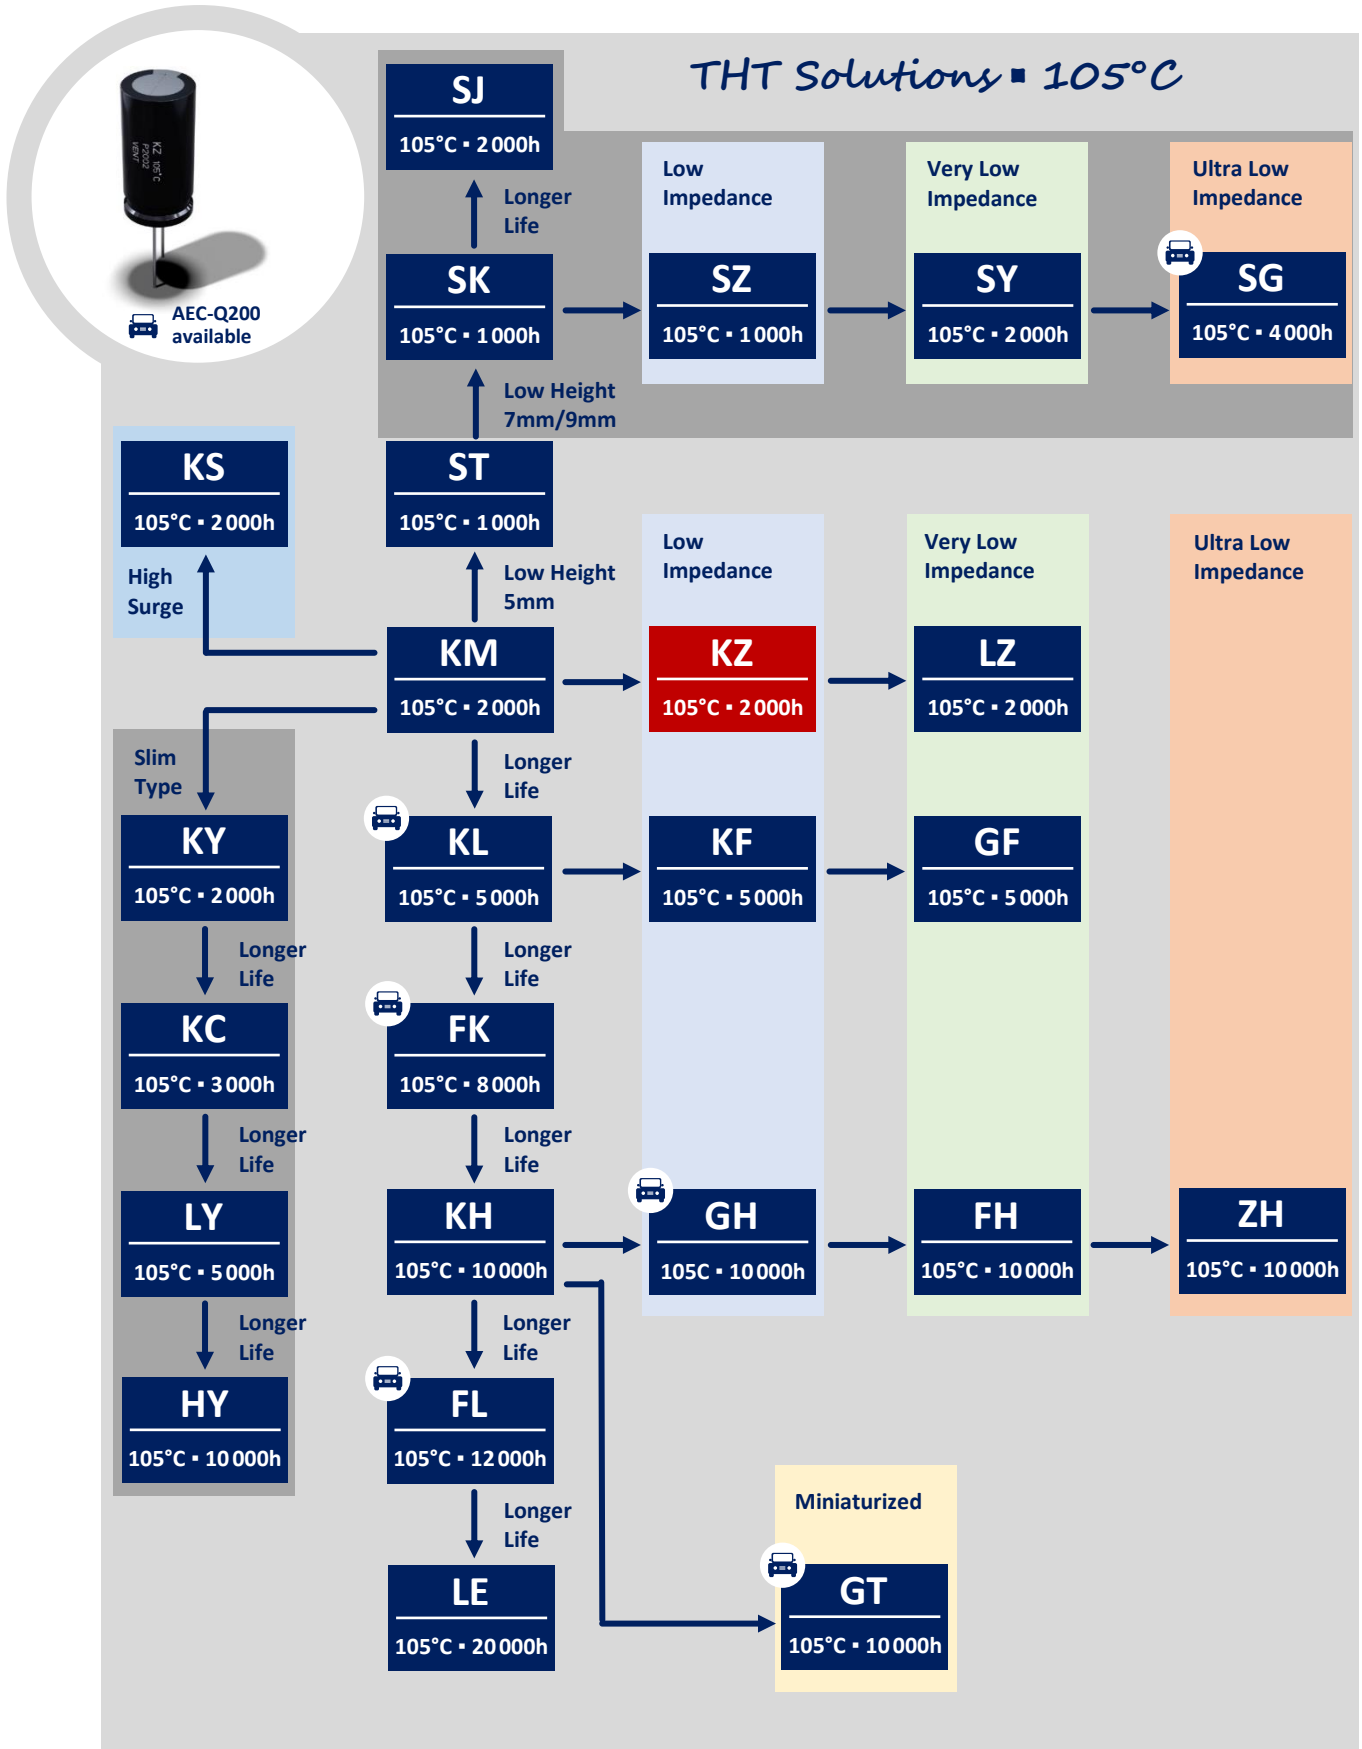 THT Solutions ▪ 105°C
KZ 105°C
P2002
VENT
AEC-Q200
available
SJ
105°C ▪ 2000h
Longer
Life
Low
Impedance
Very Low
Impedance
Ultra Low
Impedance
SK
105°C ▪ 1000h
SZ
105°C ▪ 1000h
SY
105°C ▪ 2000h
SG
105°C ▪ 4000h
Low Height
7mm/9mm
KS
105°C ▪ 2000h
High
Surge
ST
105°C ▪ 1000h
Low Height
5mm
Low
Impedance
Very Low
Impedance
Ultra Low
Impedance
KM
105°C ▪ 2000h
KZ
105°C ▪ 2000h
LZ
105°C ▪ 2000h
Slim
Type
Longer
Life
KY
105°C ▪ 2000h
KL
105°C ▪ 5000h
KF
105°C ▪ 5000h
GF
105°C ▪ 5000h
Longer
Life
Longer
Life
KC
105°C ▪ 3000h
FK
105°C ▪ 8000h
Longer
Life
Longer
Life
LY
105°C ▪ 5000h
KH
105°C ▪ 10000h
GH
105C ▪ 10000h
FH
105°C ▪ 10000h
ZH
105°C ▪ 10000h
Longer
Life
Longer
Life
HY
105°C ▪ 10000h
FL
105°C ▪ 12000h
Longer
Life
Miniaturized
LE
105°C ▪ 20000h
GT
105°C ▪ 10000h